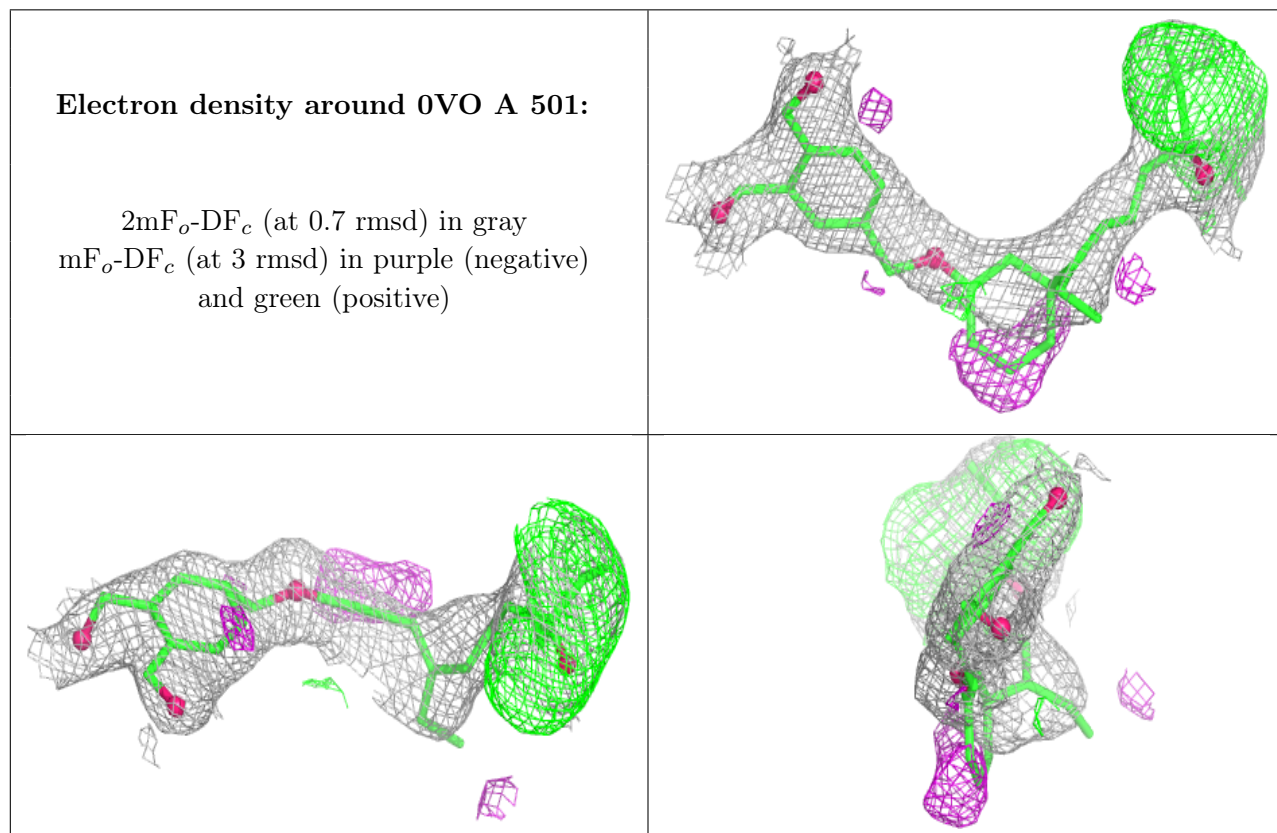 Electron density around 0VO A 501:
2mFo-DFc (at 0.7 rmsd) in gray
mFo-DFc (at 3 rmsd) in purple (negative)
and green (positive)